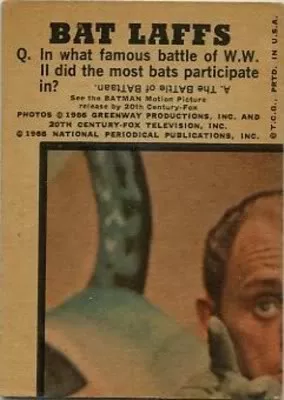 BAT LAFFS
Q. In what famous battle of W.W.
II did the most bats participate
in?
A. The BATtle of BATtaan.
See the BATMAN Motion Picture
release by 20th Century-Fox
PHOTOS © 1966 GREENWAY PRODUCTIONS, INC. AND
20TH CENTURY-FOX TELEVISION, INC.
© 1966 NATIONAL PERIODICAL PUBLICATIONS, INC.
© T.C.G., PRTD. IN U.S.A.